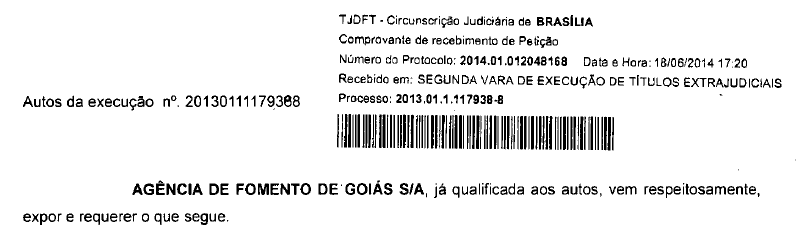 TJDFT - Circunscrição Judiciária de BRASÍLIA
Comprovante de recebimento de Petição
Número do Protocolo: 2014.01.012048168 Data e Hora: 18/06/2014 17:20
Recebido em: SEGUNDA VARA DE EXECUÇÃO DE TÍTULOS EXTRAJUDICIAIS
Processo: 2013.01.1.117938-8
Autos da execução nº. 20130111179388
AGÊNCIA DE FOMENTO DE GOIÁS S/A, já qualificada aos autos, vem respeitosamente,
expor e requerer o que segue.